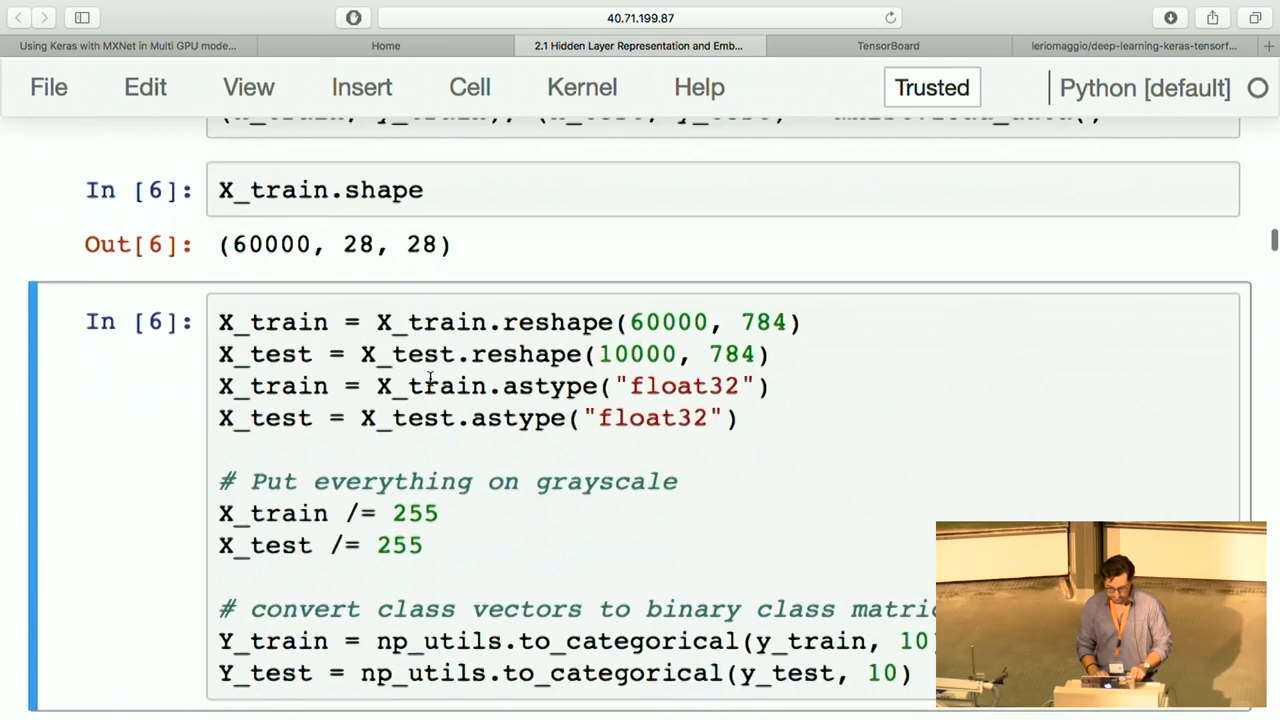 40.71.199.87
Using Keras with MXNet in Multi GPU mode...
Home
2.1 Hidden Layer Representation and Emb...
TensorBoard
leriomaggio/deep-learning-keras-tensorf...
File Edit View Insert Cell Kernel Help Trusted Python [default]
In [6]: X_train.shape
Out[6]: (60000, 28, 28)
In [6]: X_train = X_train.reshape(60000, 784)
X_test = X_test.reshape(10000, 784)
X_train = X_train.astype("float32")
X_test = X_test.astype("float32")
# Put everything on grayscale
X_train /= 255
X_test /= 255
# convert class vectors to binary class matric
Y_train = np_utils.to_categorical(y_train, 10)
Y_test = np_utils.to_categorical(y_test, 10)